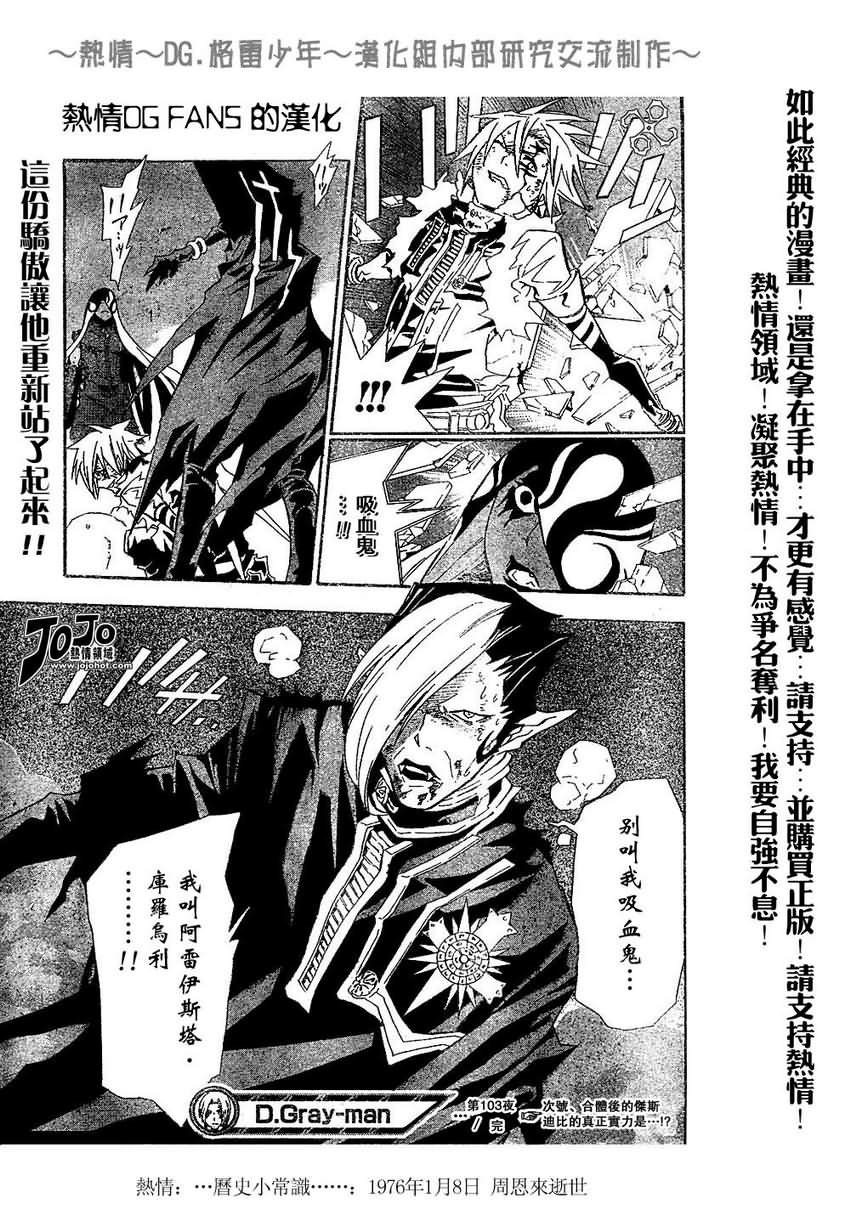 ～熱情～DG.格雷少年～漢化組內部研究交流制作～
熱情DG FANS 的漢化
如此經典的漫畫！還是拿在手中…才更有感覺…請支持…並購買正版！請支持熱情！
熱情領域！凝聚熱情！不為爭名奪利！我要自強不息！
這份驕傲讓他重新站了起來!!
!!!
吸血鬼
……!!
JOJO
熱情領域
www.jojohot.com
別叫我吸血鬼…
我叫阿雷伊斯塔．
庫羅烏利
………!!
D.Gray-man
…第103夜
…／完
☞次號、合體後的傑斯
迪比的真正實力是…!?
熱情：…曆史小常識……：1976年1月8日 周恩來逝世